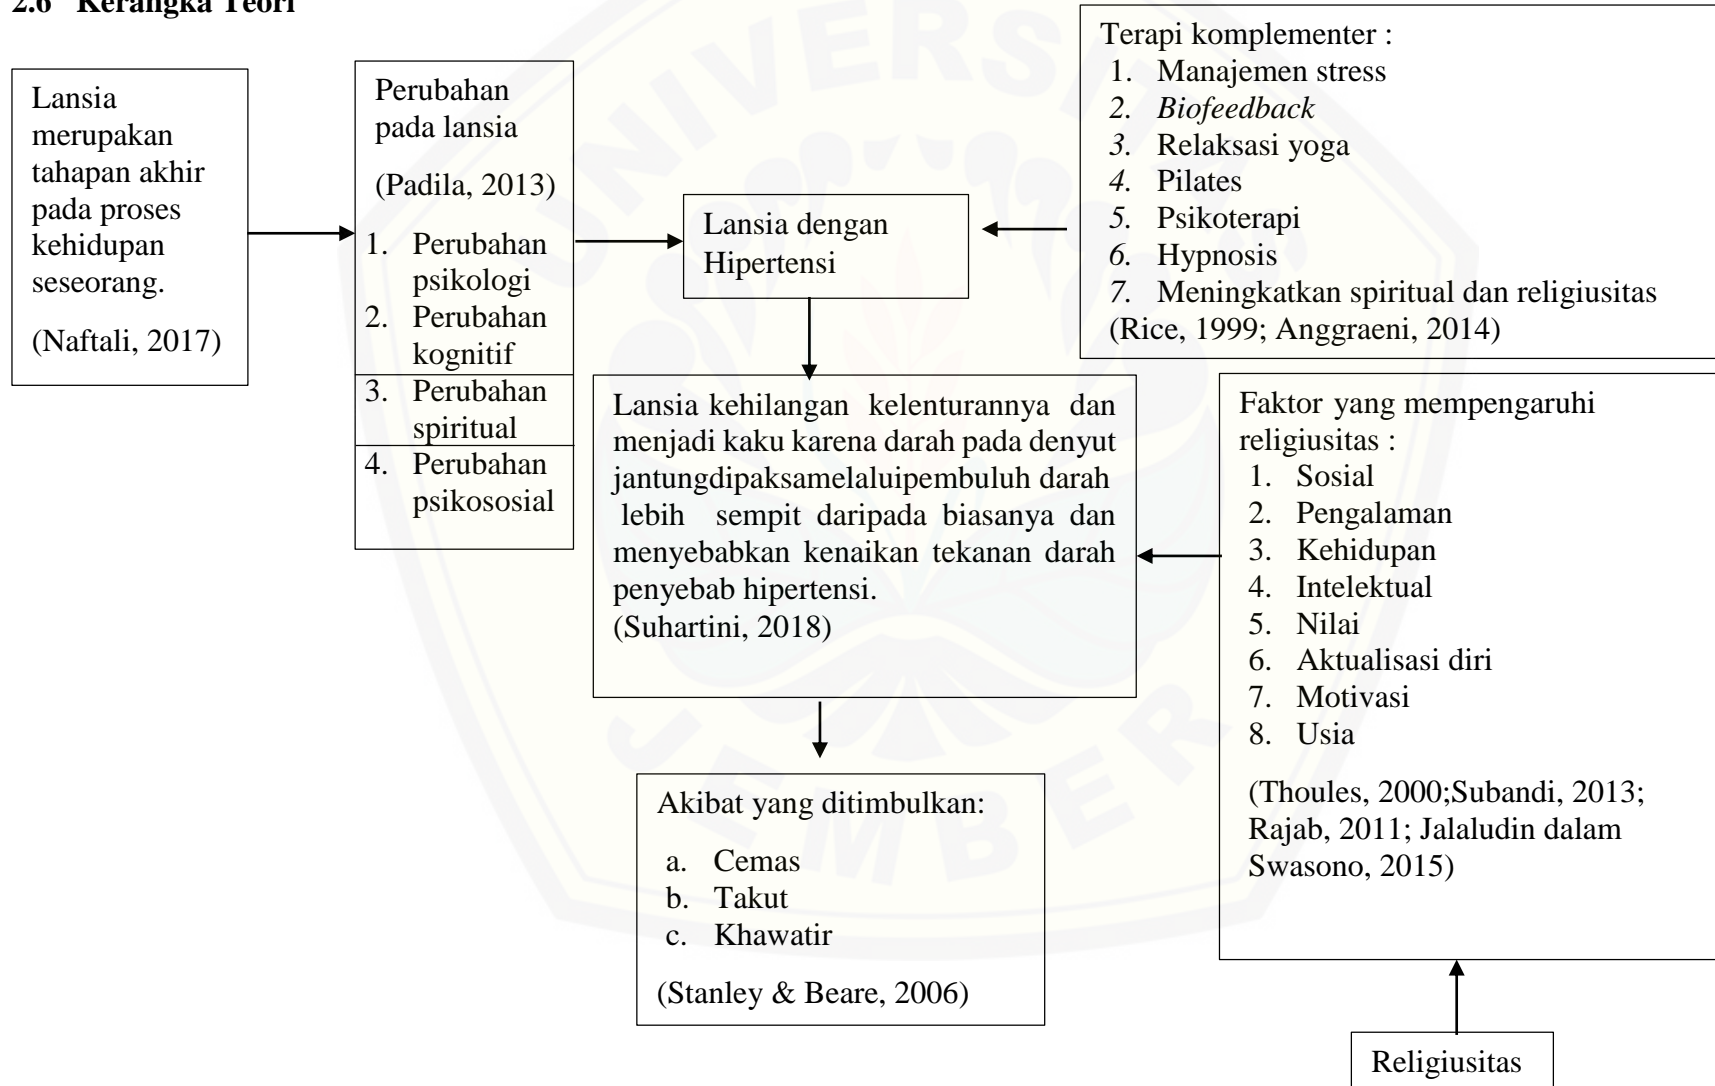 2.6 Kerangka Teori
Lansia
merupakan
tahapan akhir
pada proses
kehidupan
seseorang.
(Naftali, 2017)
Perubahan
pada lansia
(Padila, 2013)
1. Perubahan
psikologi
2. Perubahan
kognitif
3. Perubahan
spiritual
4. Perubahan
psikososial
Lansia dengan
Hipertensi
Terapi komplementer :
1. Manajemen stress
2. Biofeedback
3. Relaksasi yoga
4. Pilates
5. Psikoterapi
6. Hypnosis
7. Meningkatkan spiritual dan religiusitas
(Rice, 1999; Anggraeni, 2014)
Lansia kehilangan kelenturannya dan
menjadi kaku karena darah pada denyut
jantungdipaksamelaluipembuluh darah
lebih sempit daripada biasanya dan
menyebabkan kenaikan tekanan darah
penyebab hipertensi.
(Suhartini, 2018)
Faktor yang mempengaruhi
religiusitas :
1. Sosial
2. Pengalaman
3. Kehidupan
4. Intelektual
5. Nilai
6. Aktualisasi diri
7. Motivasi
8. Usia
(Thoules, 2000;Subandi, 2013;
Rajab, 2011; Jalaludin dalam
Swasono, 2015)
Akibat yang ditimbulkan:
a. Cemas
b. Takut
c. Khawatir
(Stanley & Beare, 2006)
Religiusitas
UNIVERSITAS
JEMBER